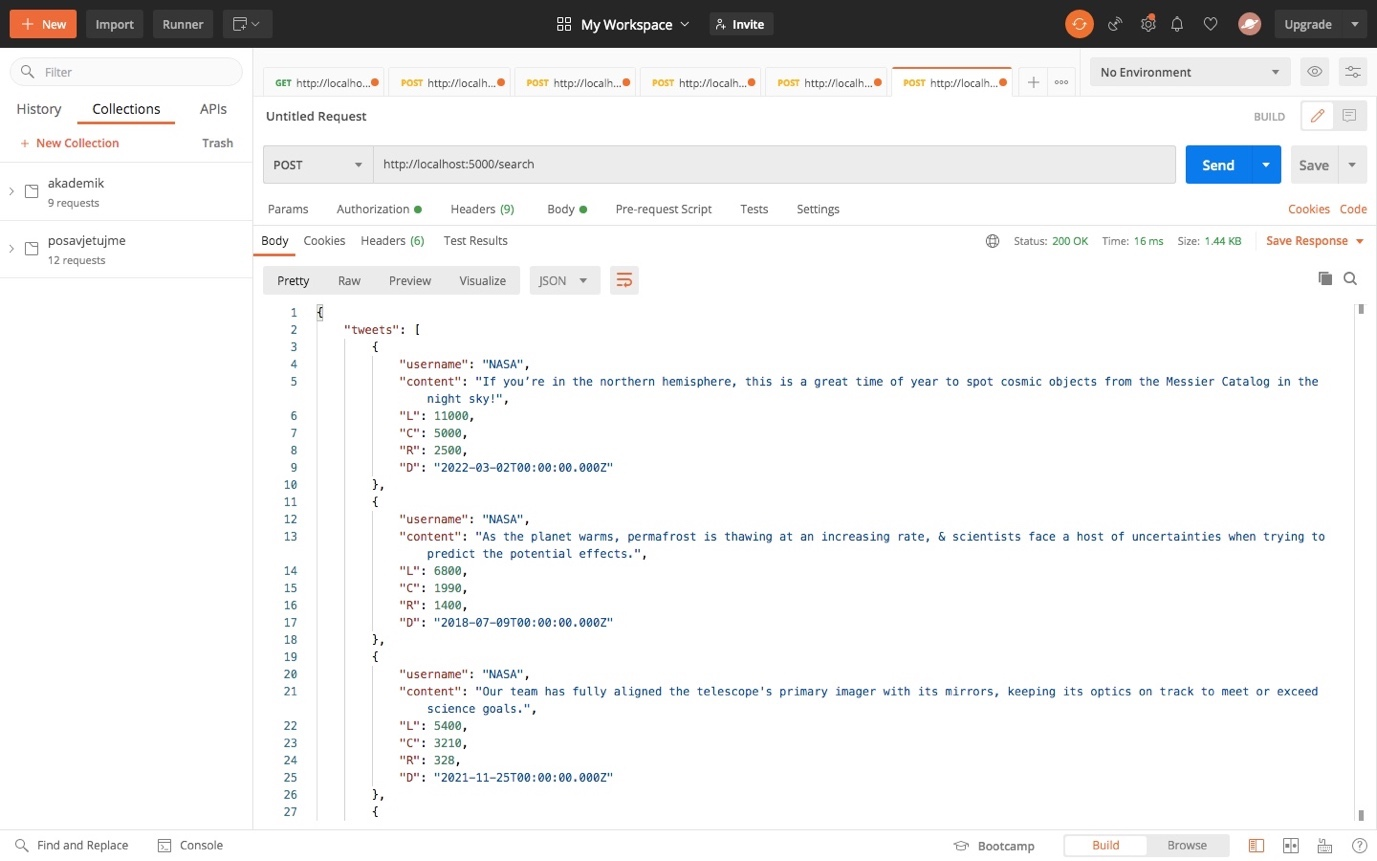 + New
Import
Runner
My Workspace
Invite
Upgrade
Filter
GET http://localho...
POST http://localh...
POST http://localh...
POST http://localh...
POST http://localh...
POST http://localh...
No Environment
History
Collections
APIs
+ New Collection
Trash
Untitled Request
BUILD
akademik
9 requests
posavjetujme
12 requests
POST
http://localhost:5000/search
Send
Save
Params
Authorization
Headers (9)
Body
Pre-request Script
Tests
Settings
Cookies
Code
Body
Cookies
Headers (6)
Test Results
Status: 200 OK
Time: 16 ms
Size: 1.44 KB
Save Response
Pretty
Raw
Preview
Visualize
JSON
1 {
2 "tweets": [
3 {
4 "username": "NASA",
5 "content": "If you’re in the northern hemisphere, this is a great time of year to spot cosmic objects from the Messier Catalog in the
night sky!",
6 "L": 11000,
7 "C": 5000,
8 "R": 2500,
9 "D": "2022-03-02T00:00:00.000Z"
10 },
11 {
12 "username": "NASA",
13 "content": "As the planet warms, permafrost is thawing at an increasing rate, & scientists face a host of uncertainties when trying to
predict the potential effects.",
14 "L": 6800,
15 "C": 1990,
16 "R": 1400,
17 "D": "2018-07-09T00:00:00.000Z"
18 },
19 {
20 "username": "NASA",
21 "content": "Our team has fully aligned the telescope's primary imager with its mirrors, keeping its optics on track to meet or exceed
science goals.",
22 "L": 5400,
23 "C": 3210,
24 "R": 328,
25 "D": "2021-11-25T00:00:00.000Z"
26 },
27 {
Find and Replace
Console
Bootcamp
Build
Browse